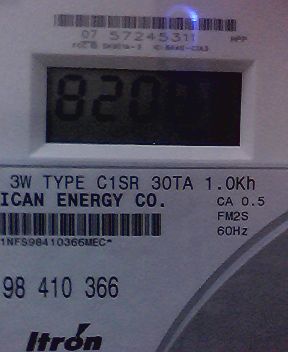 07 57245311
820
3W TYPE C1SR 30TA 1.0Kh
ICAN ENERGY CO.
CA 0.5
FM2S
60Hz
1NFS98410366MEC*
98 410 366
Itron